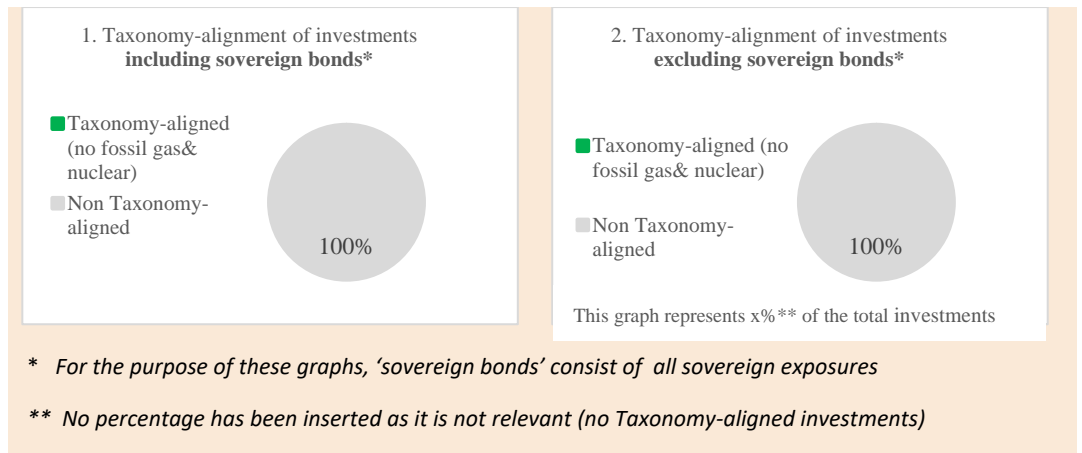 1. Taxonomy-alignment of investments
including sovereign bonds*
Taxonomy-aligned
(no fossil gas&
nuclear)
Non Taxonomy-
aligned
100%
2. Taxonomy-alignment of investments
excluding sovereign bonds*
Taxonomy-aligned (no
fossil gas& nuclear)
Non Taxonomy-
aligned
100%
This graph represents x%** of the total investments
* For the purpose of these graphs, ‘sovereign bonds’ consist of all sovereign exposures
** No percentage has been inserted as it is not relevant (no Taxonomy-aligned investments)